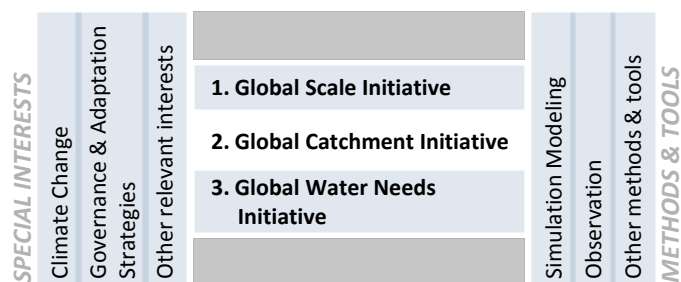 SPECIAL INTERESTS
Climate Change
Governance & Adaptation
Strategies
Other relevant interests
1. Global Scale Initiative
2. Global Catchment Initiative
3. Global Water Needs
Initiative
Simulation Modeling
Observation
Other methods & tools
METHODS & TOOLS